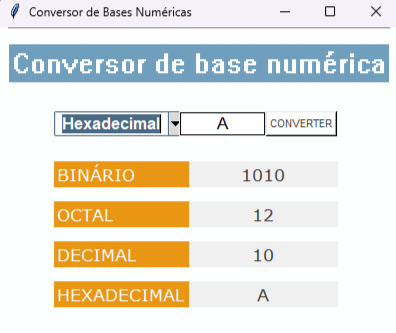 Conversor de Bases Numéricas
Conversor de base numérica
Hexadecimal A CONVERTER
BINÁRIO 1010
OCTAL 12
DECIMAL 10
HEXADECIMAL A